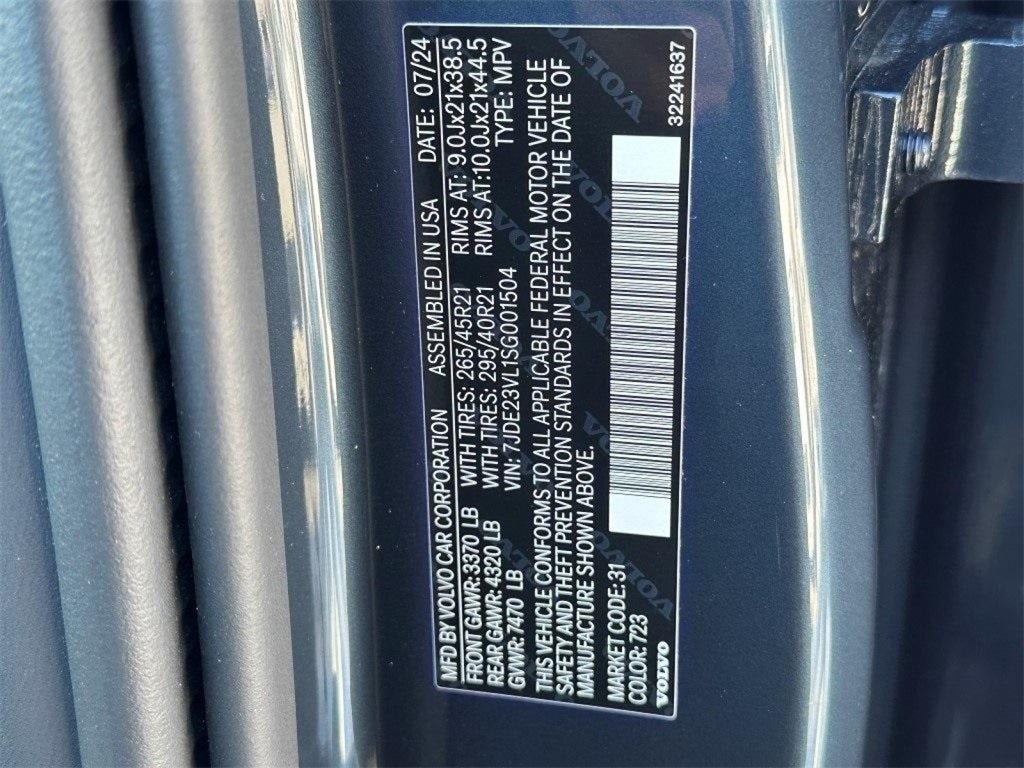 MFD BY VOLVO CAR CORPORATION ASSEMBLED IN USA DATE: 07/24
FRONT GAWR: 3370 LB WITH TIRES: 265/45R21 RIMS AT: 9.0Jx21x38.5
REAR GAWR: 4320 LB WITH TIRES: 295/40R21 RIMS AT:10.0Jx21x44.5
GVWR: 7470 LB VIN: 7JDE23VL1SG001504 TYPE: MPV
THIS VEHICLE CONFORMS TO ALL APPLICABLE FEDERAL MOTOR VEHICLE
SAFETY AND THEFT PREVENTION STANDARDS IN EFFECT ON THE DATE OF
MANUFACTURE SHOWN ABOVE.
MARKET CODE: 31
COLOR: 723
VOLVO
32241637